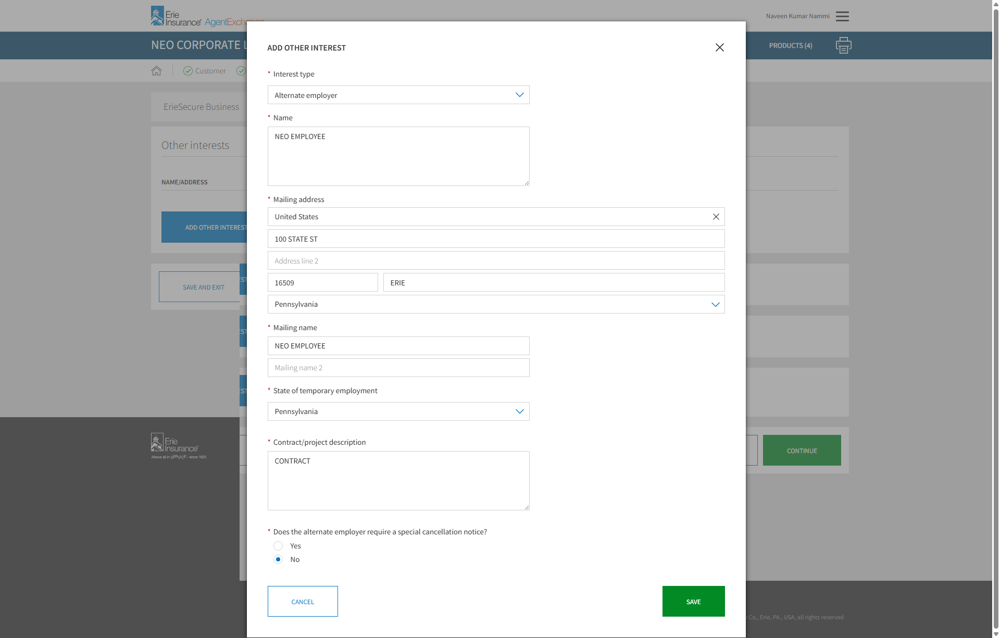 Erie
Insurance®
AgentExchange
Naveen Kumar Nammi
NEO CORPORATE L
PRODUCTS (4)
Customer
ErieSecure Business
Other interests
NAME/ADDRESS
ADD OTHER INTEREST
SAVE AND EXIT
ADD OTHER INTEREST
* Interest type
Alternate employer
* Name
NEO EMPLOYEE
* Mailing address
United States
100 STATE ST
Address line 2
16509
ERIE
Pennsylvania
* Mailing name
NEO EMPLOYEE
Mailing name 2
* State of temporary employment
Pennsylvania
* Contract/project description
CONTRACT
* Does the alternate employer require a special cancellation notice?
Yes
No
CANCEL
SAVE
EST
EST
EST
CONTINUE
Erie
Insurance®
Above all in SERVICE® - since 1925
Co., Erie, PA., USA, all rights reserved